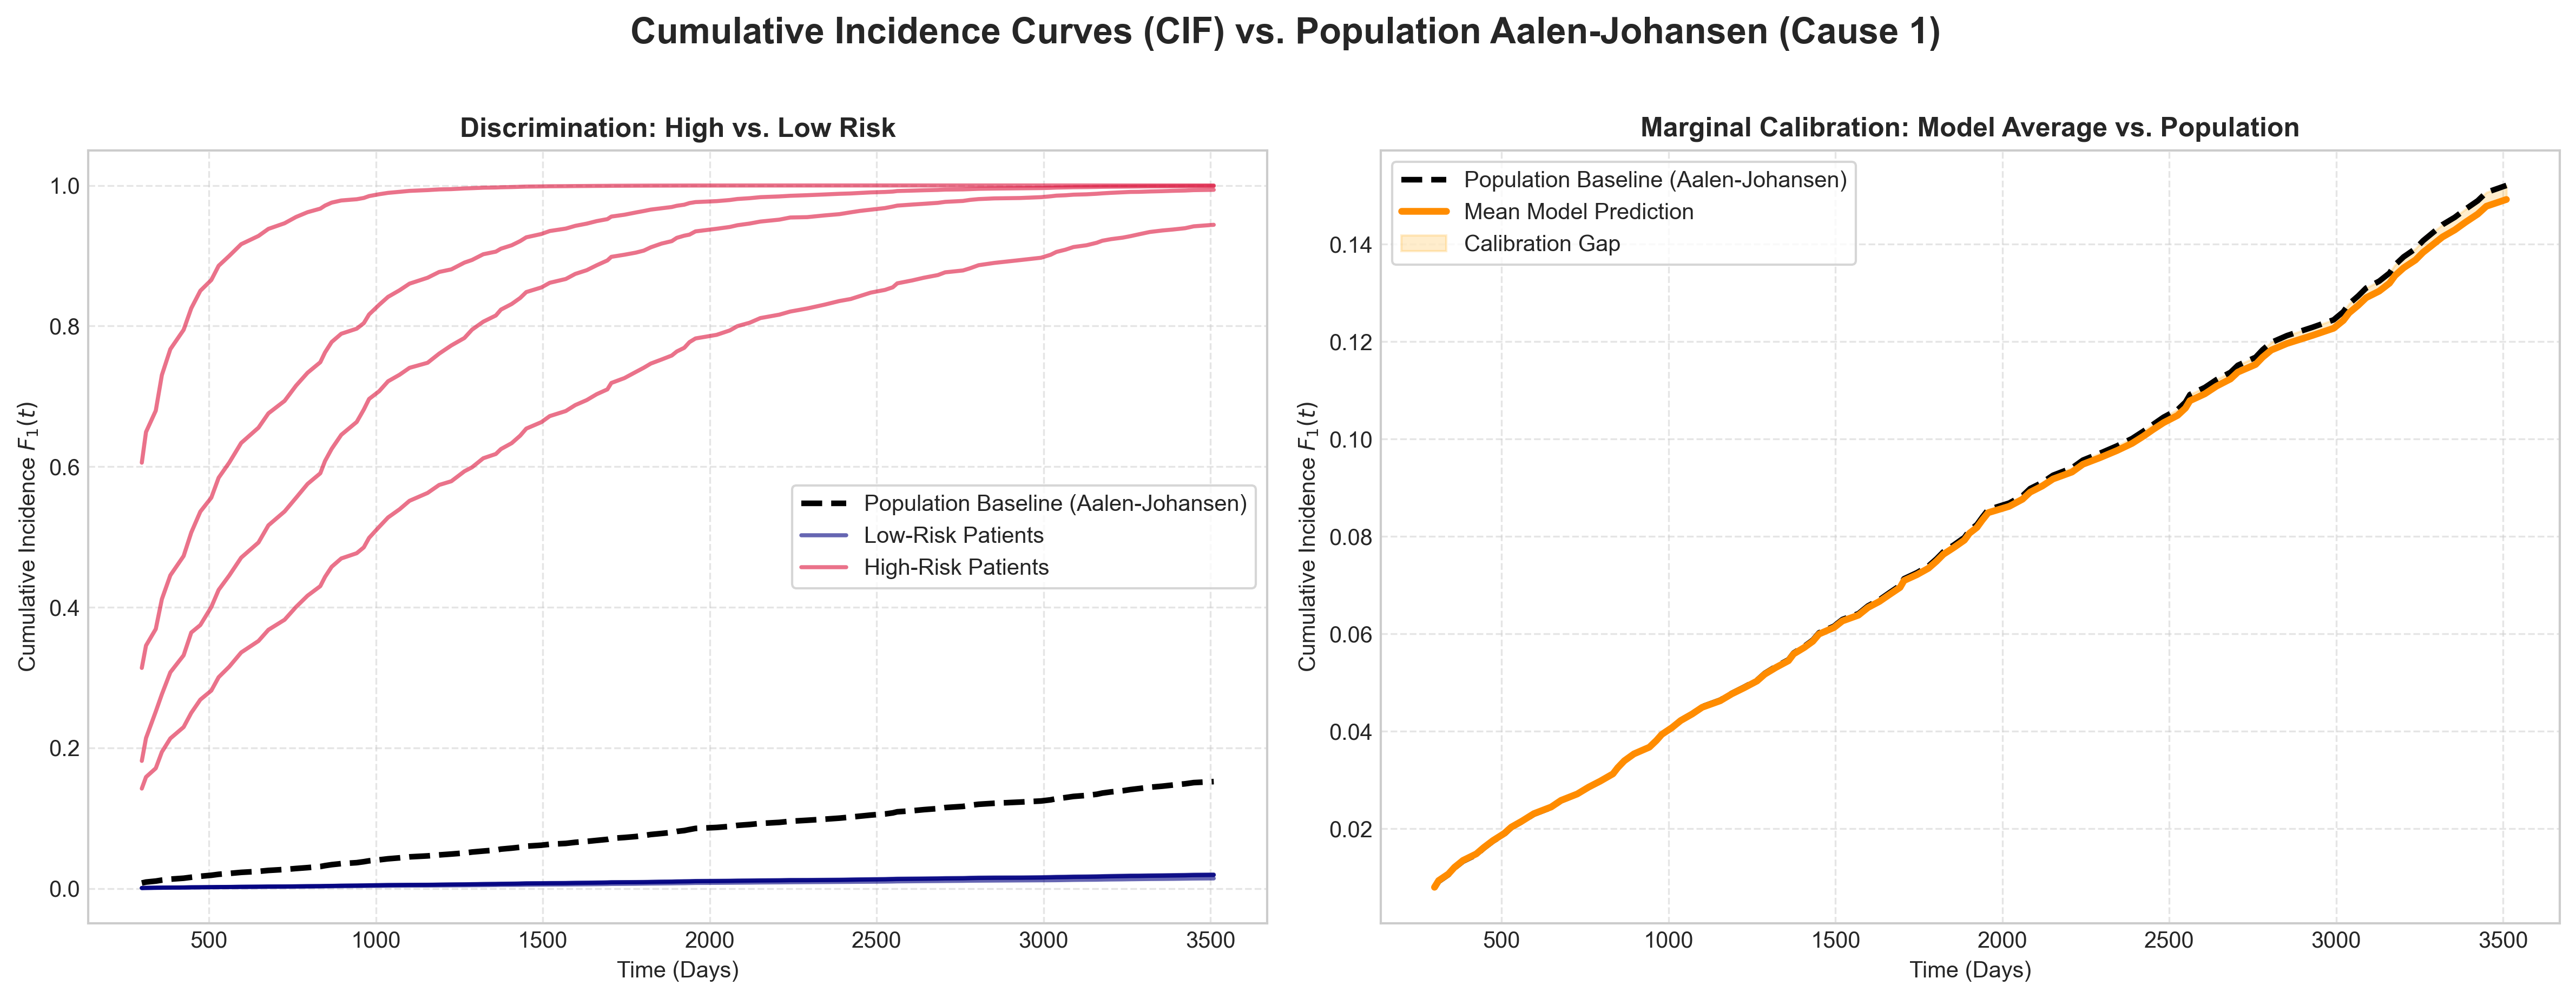 Cumulative Incidence Curves (CIF) vs. Population Aalen-Johansen (Cause 1)
Discrimination: High vs. Low Risk
Cumulative Incidence F₁(t)
1.0
0.8
0.6
0.4
0.2
0.0
Population Baseline (Aalen-Johansen)
Low-Risk Patients
High-Risk Patients
500 1000 1500 2000 2500 3000 3500
Time (Days)
Marginal Calibration: Model Average vs. Population
Cumulative Incidence F₁(t)
Population Baseline (Aalen-Johansen)
Mean Model Prediction
Calibration Gap
0.14
0.12
0.10
0.08
0.06
0.04
0.02
500 1000 1500 2000 2500 3000 3500
Time (Days)